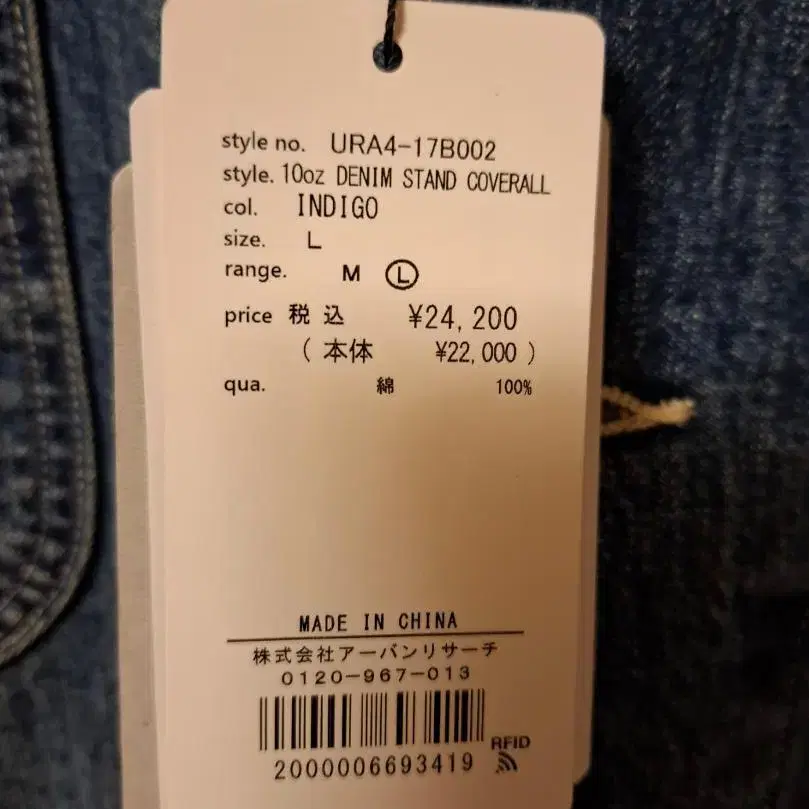 style no. URA4-17B002
style. 10oz DENIM STAND COVERALL
col. INDIGO
size. L
range. M Ⓛ
price 税込 ¥24,200
(本体 ¥22,000)
qua. 綿 100%
MADE IN CHINA
株式会社アーバンリサーチ
0120-967-013
RFID
2000006693419